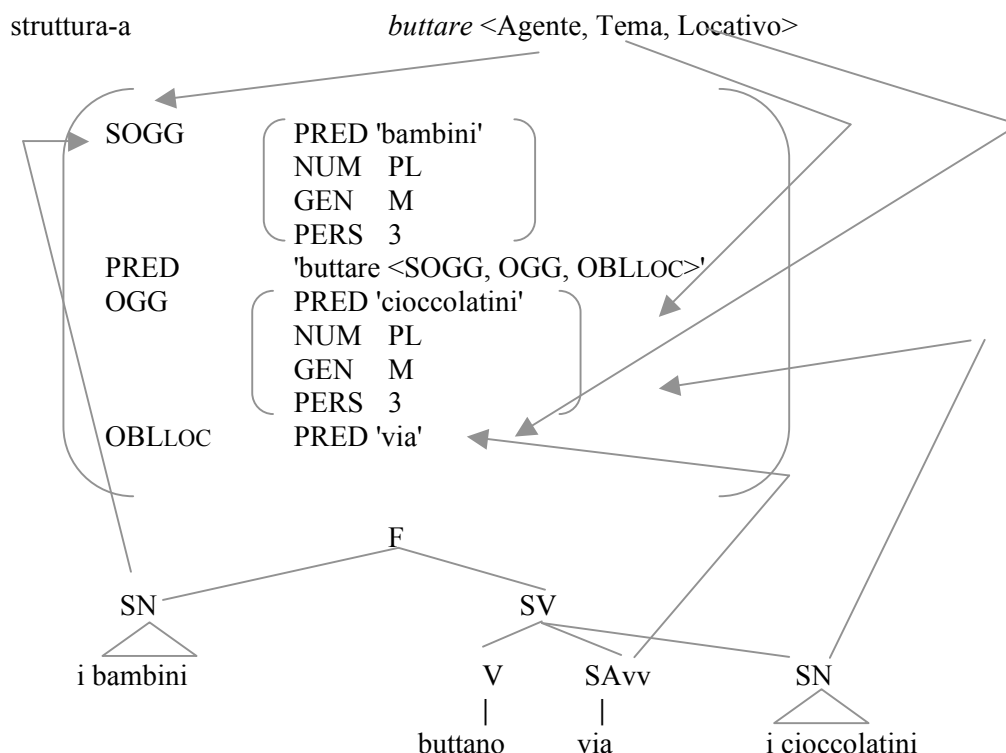 struttura-a buttare <Agente, Tema, Locativo>
SOGG PRED 'bambini'
NUM PL
GEN M
PERS 3
PRED 'buttare <SOGG, OGG, OBLLOC>'
OGG PRED 'cioccolatini'
NUM PL
GEN M
PERS 3
OBLLOC PRED 'via'
F
SN SV
i bambini V SAvv SN
buttano via i cioccolatini